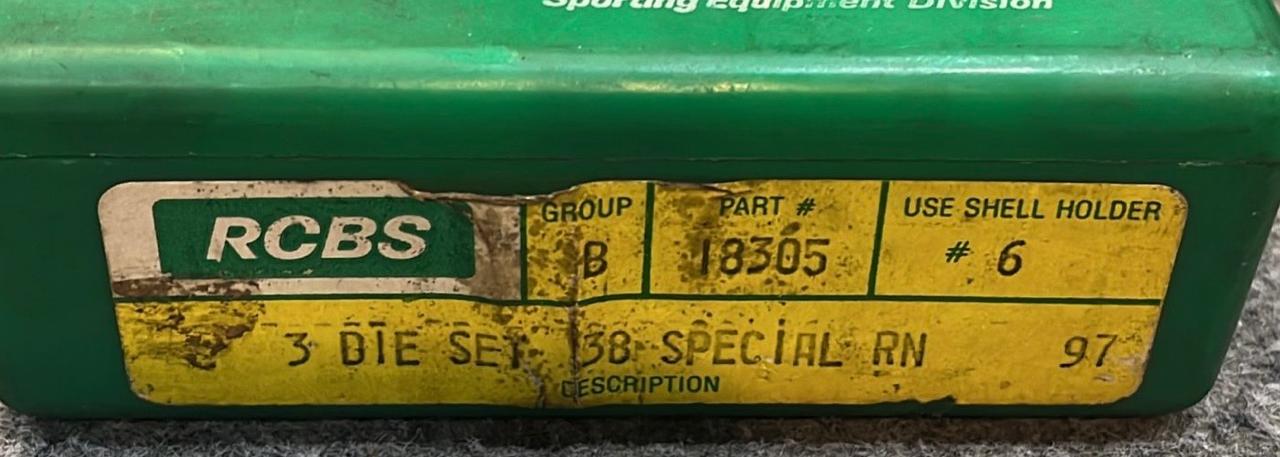 Sporting Equipment Division
RCBS
GROUP PART # USE SHELL HOLDER
B 18305 # 6
3 DIE SET 38 SPECIAL RN 97
DESCRIPTION